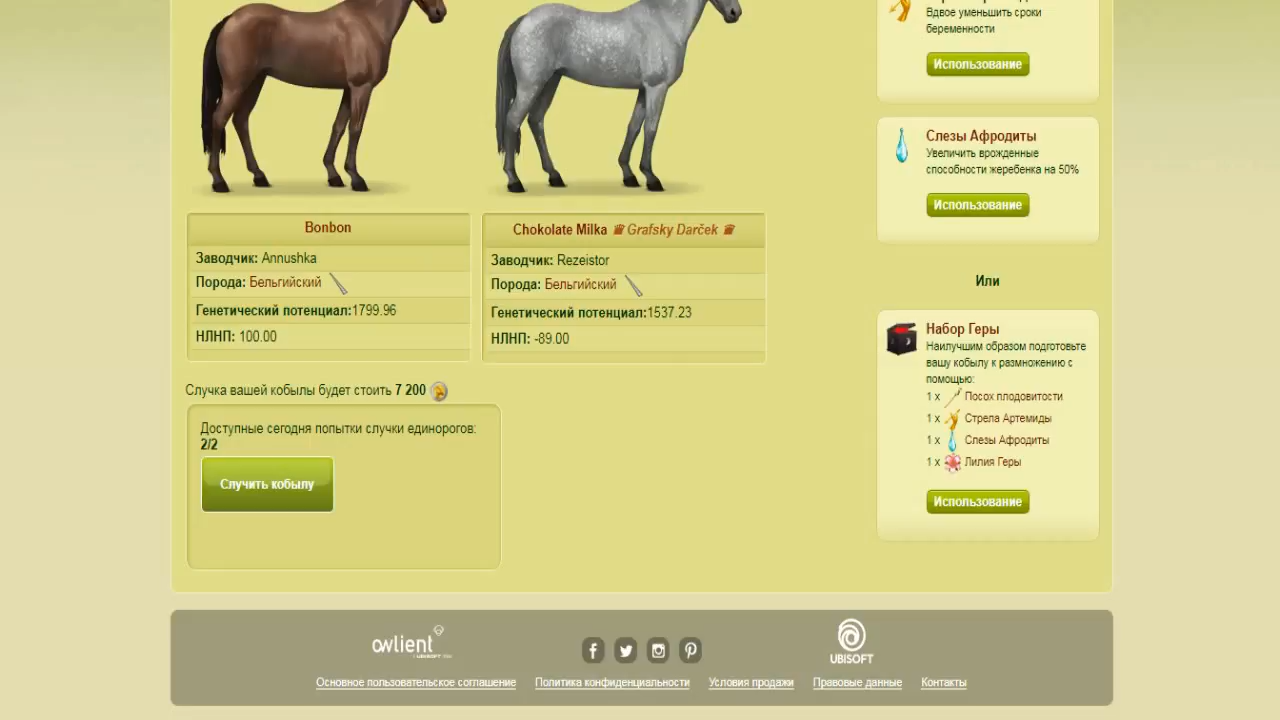 Bonbon
Заводчик: Annushka
Порода: Бельгийский
Генетический потенциал:1799.96
НЛНП: 100.00
Chokolate Milka ♛ Grafsky Darček ♛
Заводчик: Rezeistor
Порода: Бельгийский
Генетический потенциал:1537.23
НЛНП: -89.00
Случка вашей кобылы будет стоить 7 200
Доступные сегодня попытки случки единорогов:
2/2
Случить кобылу
Вдвое уменьшить сроки
беременности
Использование
Слезы Афродиты
Увеличить врожденные
способности жеребенка на 50%
Использование
Или
Набор Геры
Наилучшим образом подготовьте
вашу кобылу к размножению с
помощью:
1 x Посох плодовитости
1 x Стрела Артемиды
1 x Слезы Афродиты
1 x Лилия Геры
Использование
owlient
UBISOFT
Основное пользовательское соглашение
Политика конфиденциальности
Условия продажи
Правовые данные
Контакты